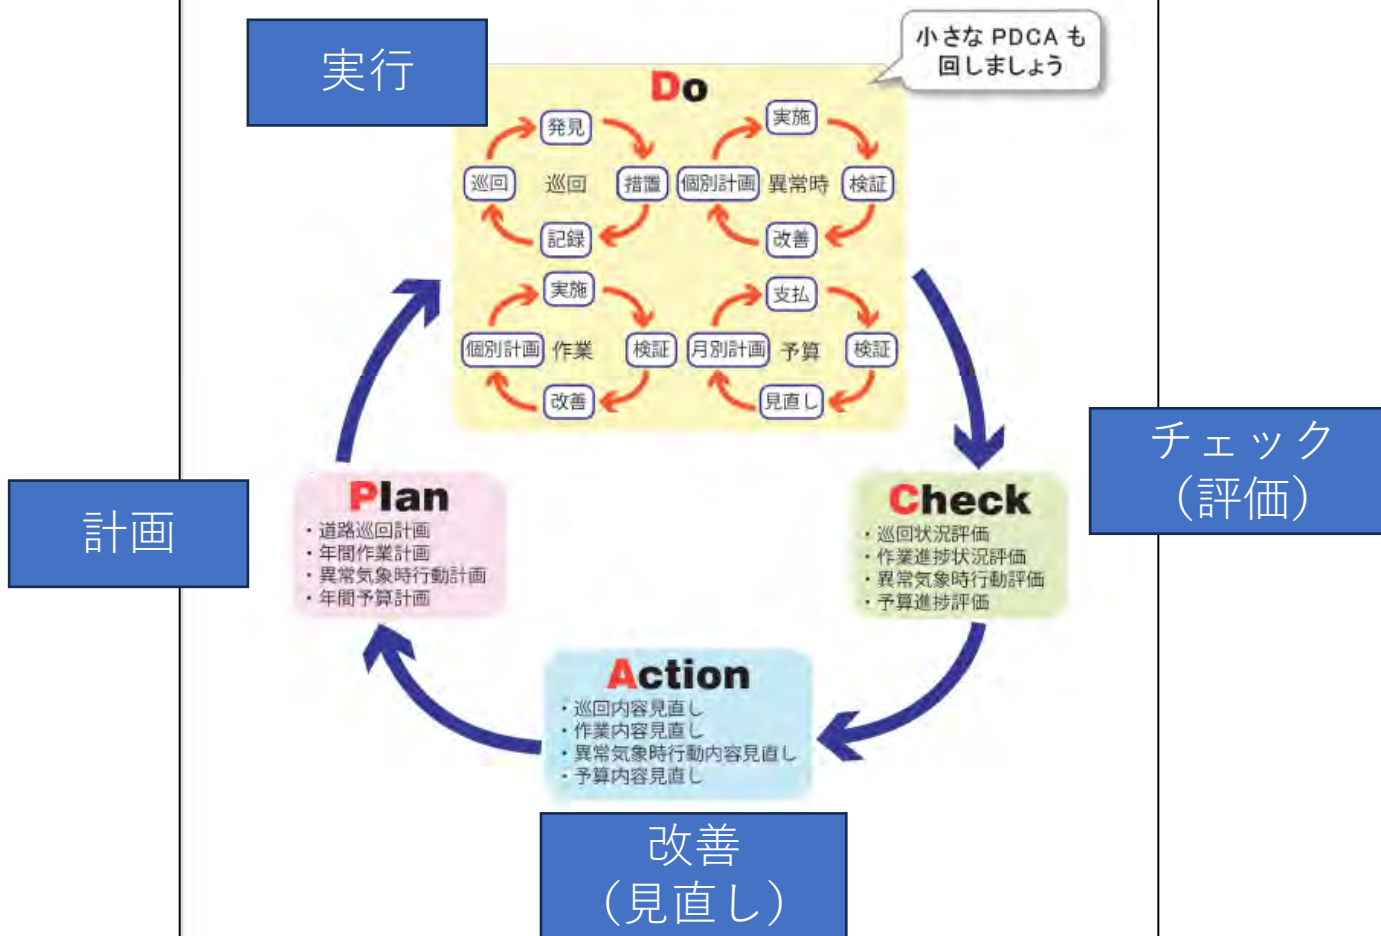 実行
小さな PDCA も
回しましょう
Do
発見
巡回
巡回
措置
記録
実施
個別計画
異常時
検証
改善
実施
個別計画
作業
検証
改善
支払
月別計画
予算
検証
見直し
チェック
（評価）
計画
Plan
・道路巡回計画
・年間作業計画
・異常気象時行動計画
・年間予算計画
Check
・巡回状況評価
・作業進捗状況評価
・異常気象時行動評価
・予算進捗評価
Action
・巡回内容見直し
・作業内容見直し
・異常気象時行動内容見直し
・予算内容見直し
改善
（見直し）